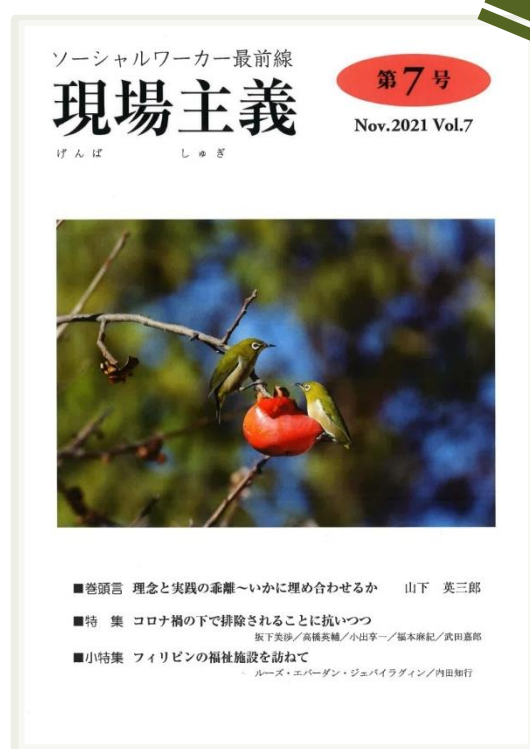 ソーシャルワーカー最前線
第7号
現場主義
Nov.2021 Vol.7
げんば しゅぎ
■巻頭言 理念と実践の乖離~いかに埋め合わせるか 山下 英三郎
■特 集 コロナ禍の下で排除されることに抗いつつ
坂下美渉/高橋英輔/小出享一/福本麻紀/武田嘉郎
■小特集 フィリピンの福祉施設を訪ねて
ルーズ・エバーダン・ジェバイラグィン/内田知行